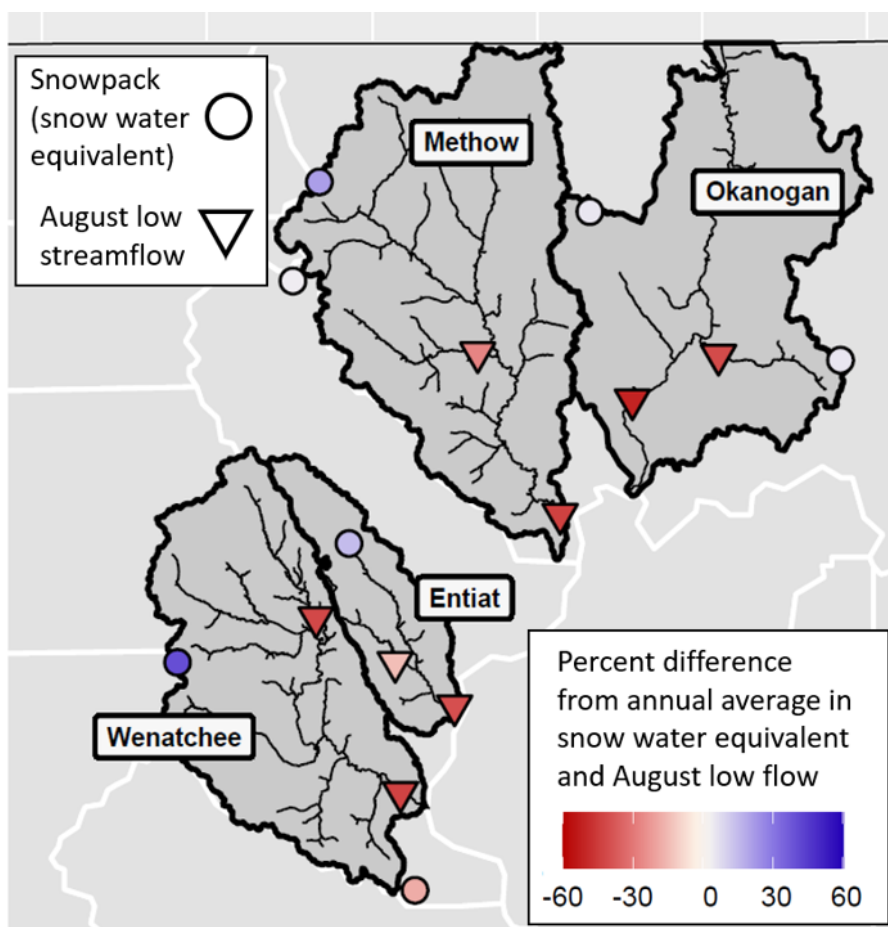 Snowpack
(snow water
equivalent)
August low
streamflow
Methow
Okanogan
Entiat
Wenatchee
Percent difference
from annual average in
snow water equivalent
and August low flow
-60 -30 0 30 60